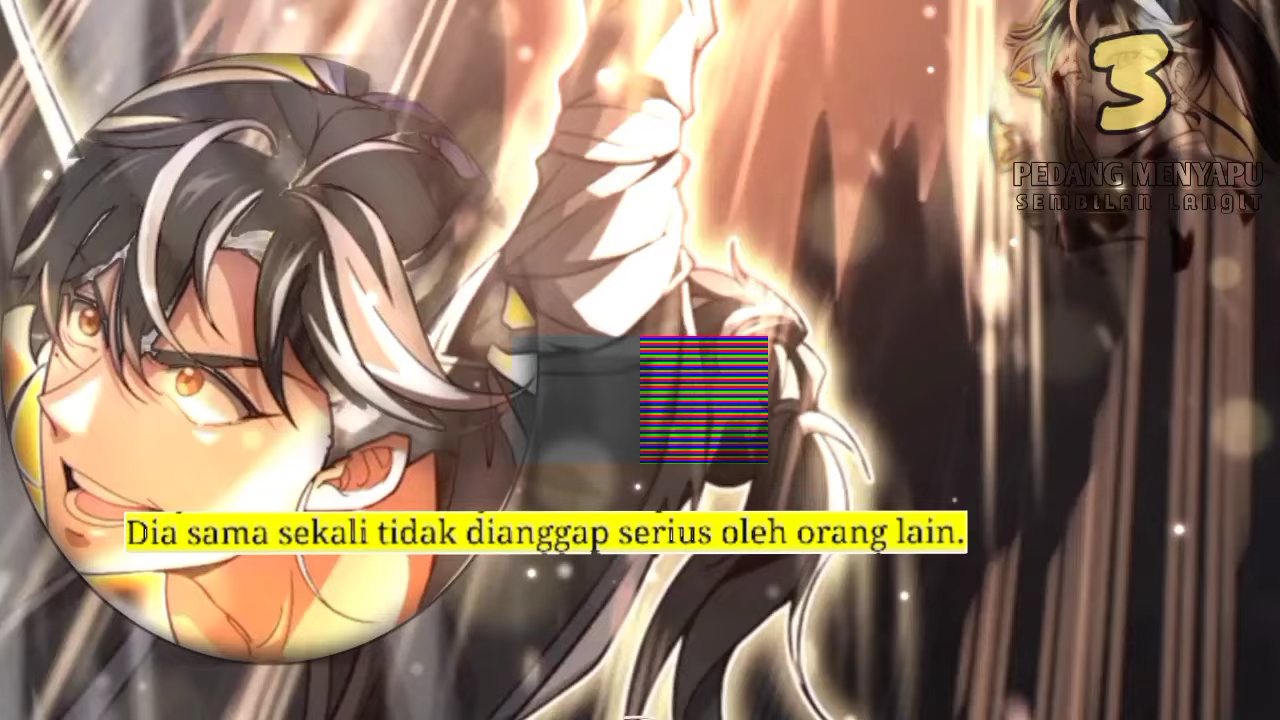 3
PEDANG MENYAPU
SEMBILAN LANGIT
Dia sama sekali tidak dianggap serius oleh orang lain.